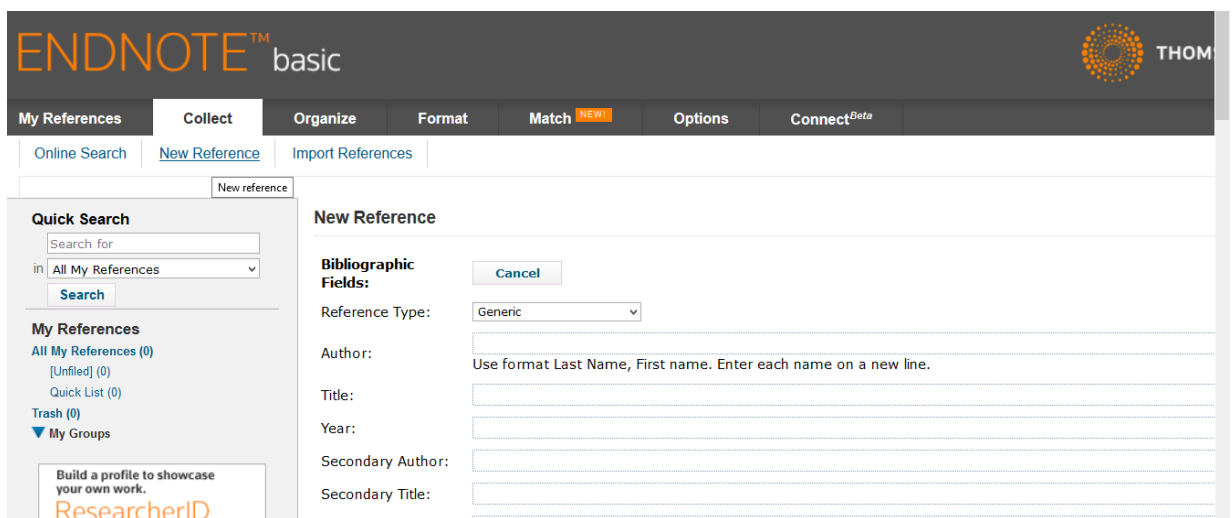 ENDNOTE™ basic
THOMS
My References Collect Organize Format Match NEW! Options Connect Beta
Online Search New Reference Import References
New reference
Quick Search
Search for
in All My References
Search
My References
All My References (0)
[Unfiled] (0)
Quick List (0)
Trash (0)
My Groups
Build a profile to showcase
your own work.
ResearcherID
New Reference
Bibliographic
Fields:
Cancel
Reference Type: Generic
Author:
Use format Last Name, First name. Enter each name on a new line.
Title:
Year:
Secondary Author:
Secondary Title: